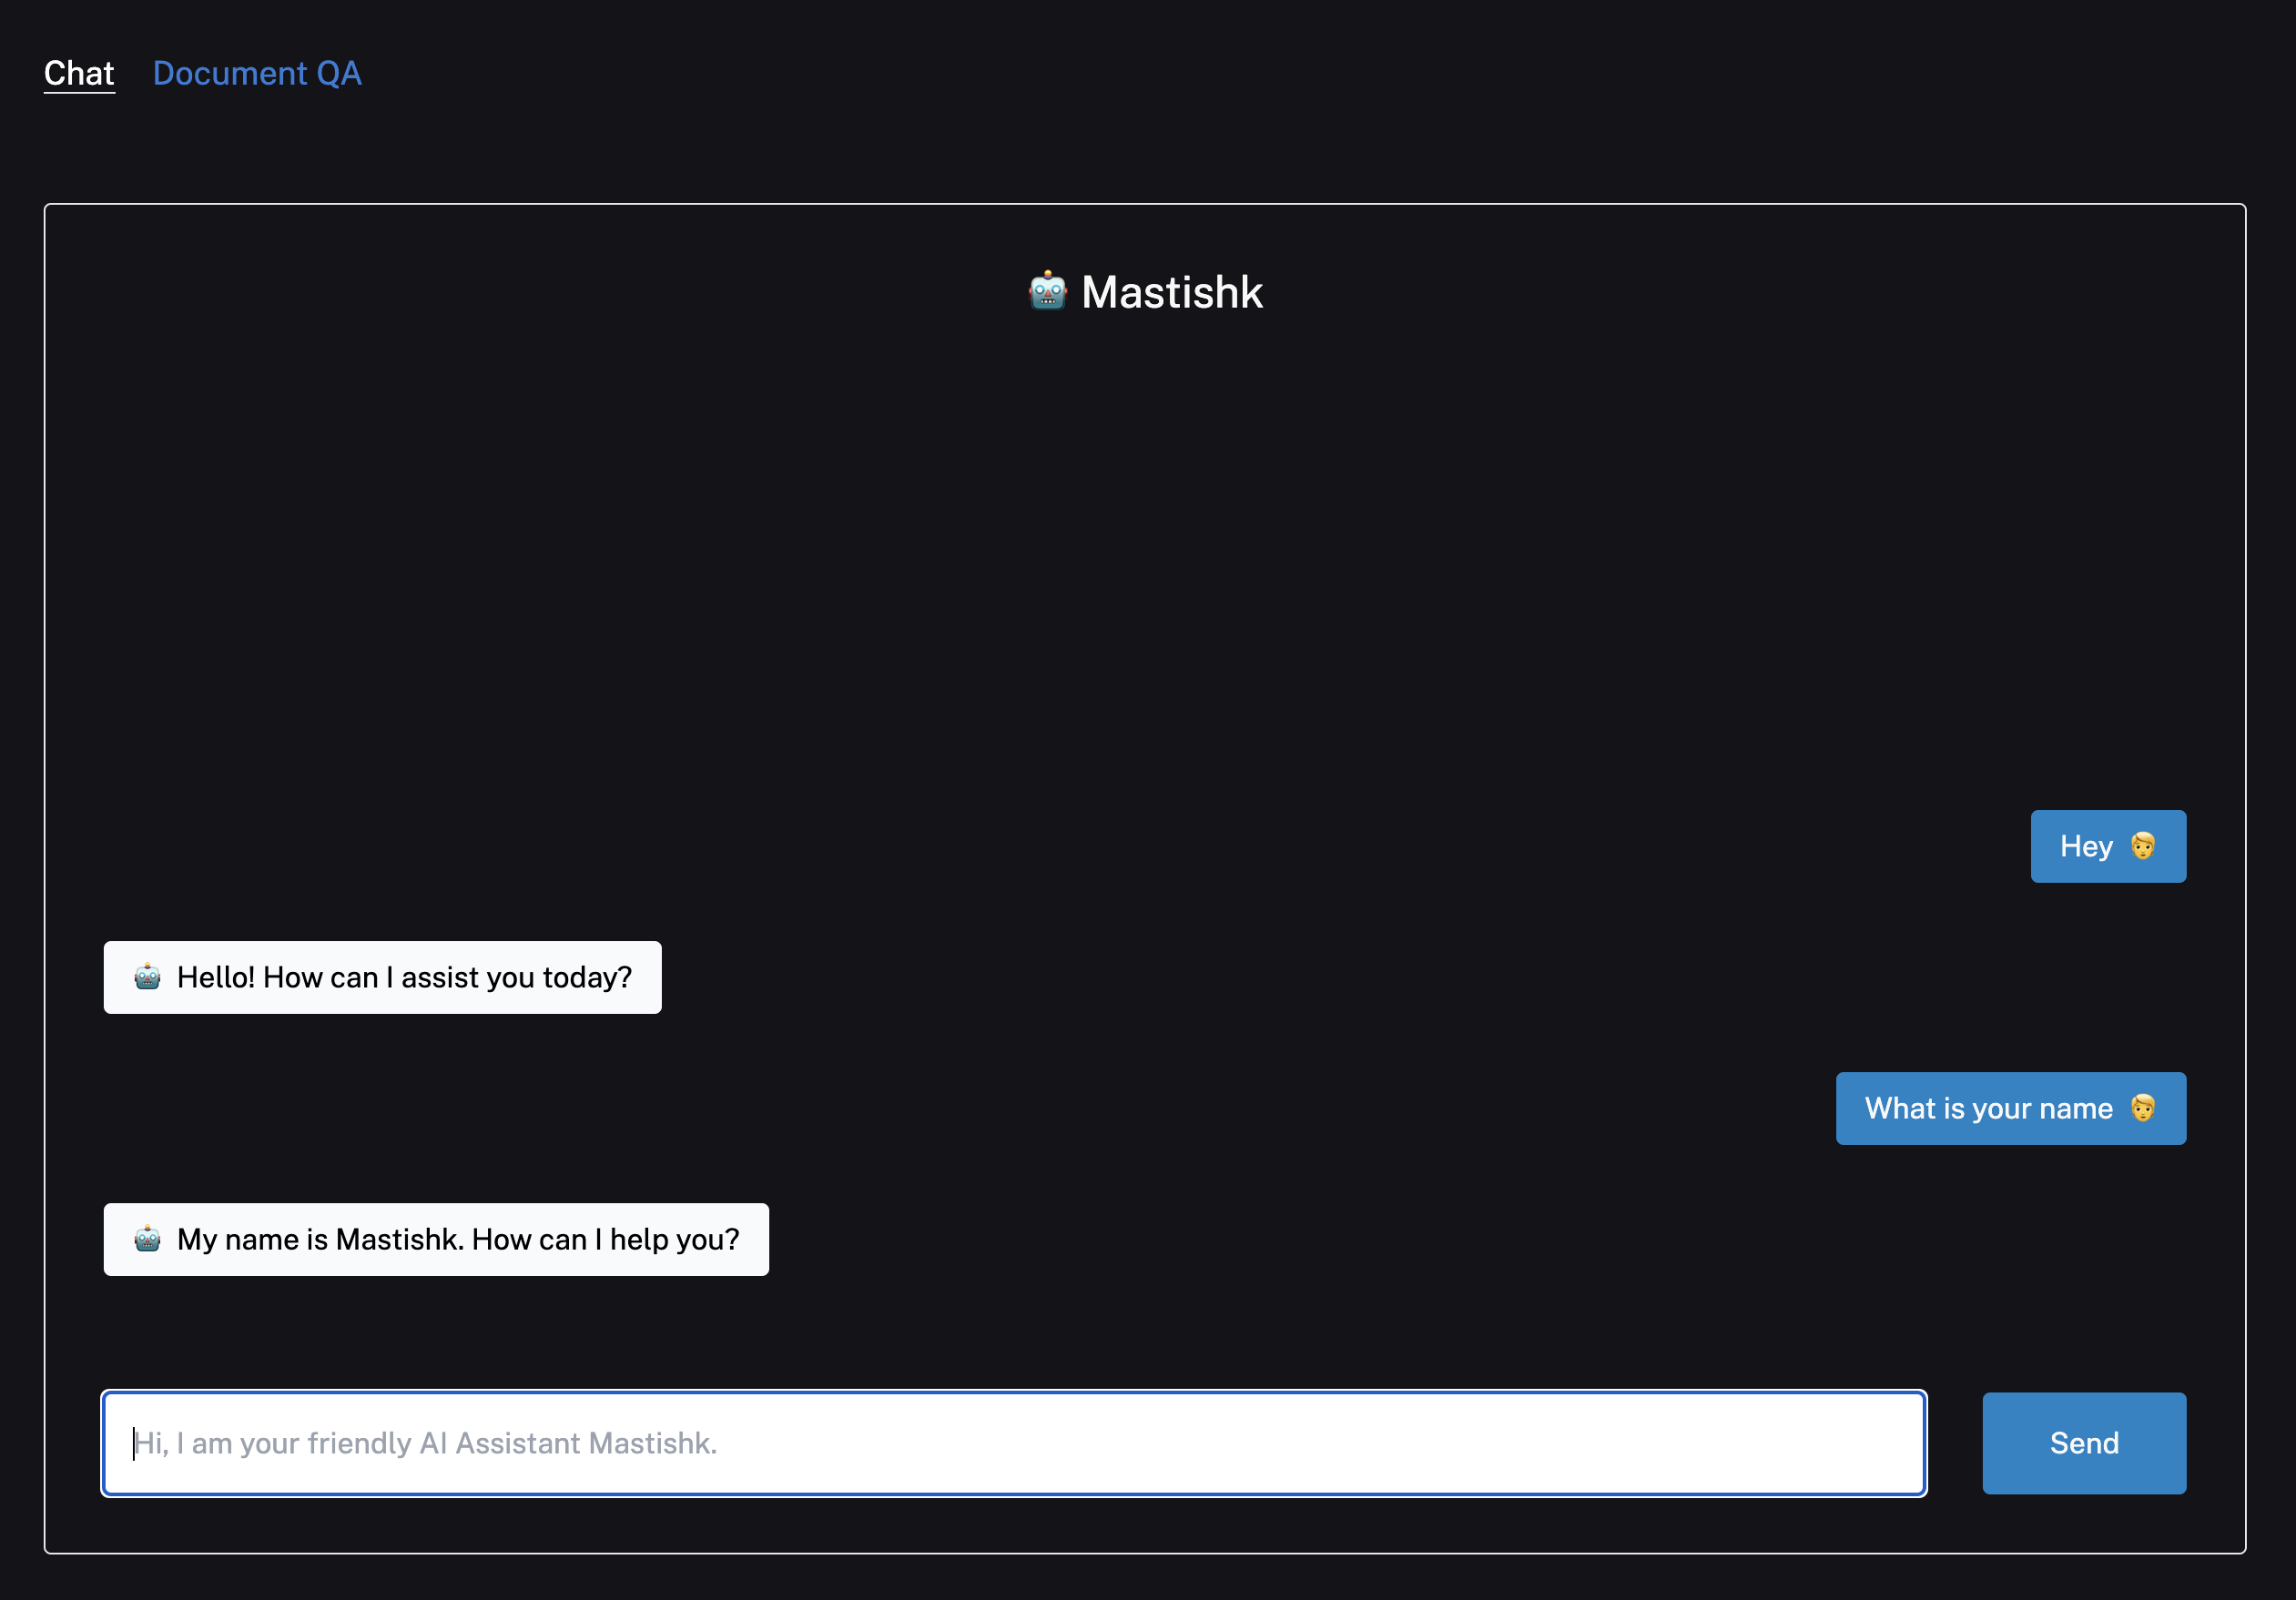 Chat Document QA
🤖 Mastishk
Hey 👱
🤖 Hello! How can I assist you today?
What is your name 👱
🤖 My name is Mastishk. How can I help you?
Hi, I am your friendly AI Assistant Mastishk.
Send